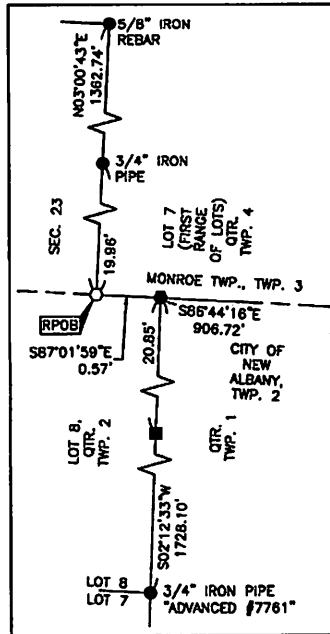 5/8" IRON
REBAR
N03°00'43"E
1362.74'
3/4" IRON
PIPE
SEC. 23
LOT 7
(FIRST
RANGE
OF LOTS)
QTR.
TWP. 4
19.96'
MONROE TWP., TWP. 3
RPOB
S87°01'59"E
0.57'
S86°44'16"E
906.72'
20.85'
CITY OF
NEW
ALBANY,
TWP. 2
LOT 8,
QTR.
TWP. 2
QTR.
TWP. 1
S02°12'33"W
1728.10'
LOT 8
LOT 7
3/4" IRON PIPE
"ADVANCED #7761"